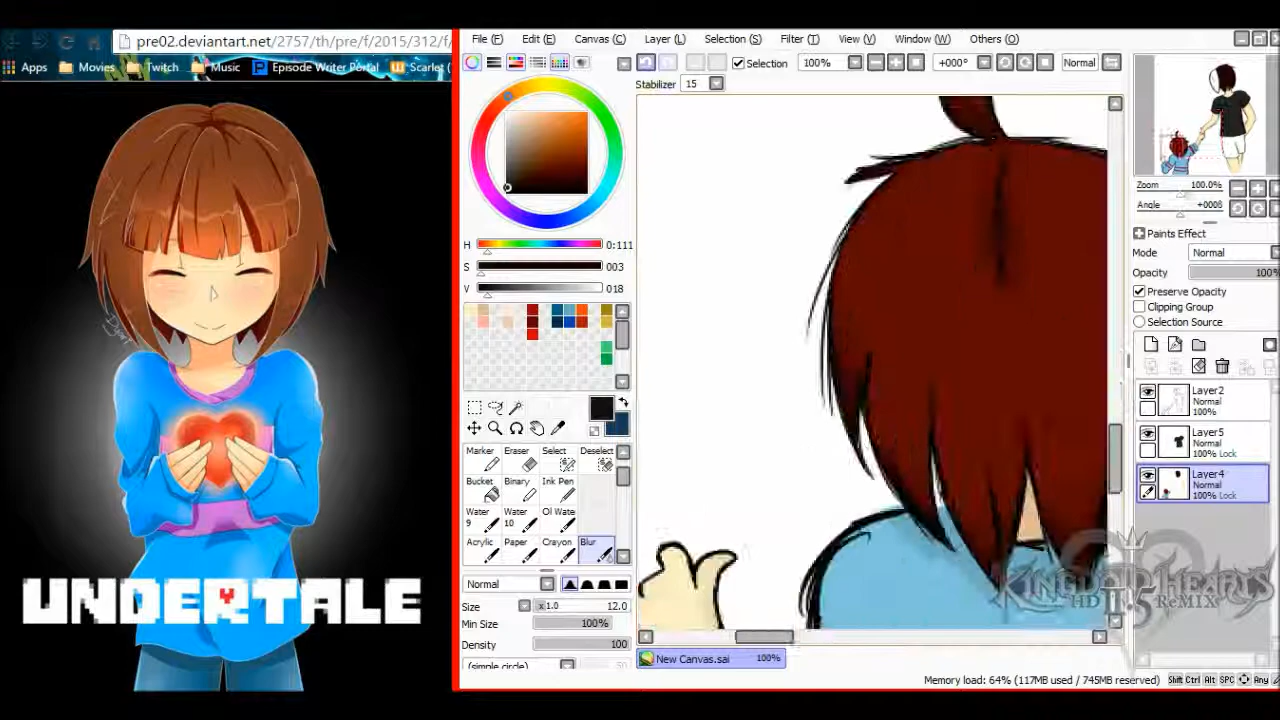 pre02.deviantart.net/2757/th/pre/f/2015/312/f/
Apps Movies Twitch Music Episode Writer Portal Scarlet
UNDERTALE
File (F) Edit (E) Canvas (C) Layer (L) Selection (S) Filter (T) View (V) Window (W) Others (O)
Selection 100% +000° Normal
Stabilizer 15
H 0:111
S 003
V 018
Marker Eraser Select Deselect
Bucket Binary Ink Pen
Water 9 Water 10 Oil Wate
Acrylic Paper Crayon Blur
Normal
Size x 1.0 12.0
Min Size 100%
Density 100
(simple circle) 50
New Canvas.sai 100%
Zoom 100.0%
Angle +0008
Paints Effect
Mode Normal
Opacity 100%
Preserve Opacity
Clipping Group
Selection Source
Layer2
Normal
100%
Layer5
Normal
100% Lock
Layer4
Normal
100% Lock
KINGDOM HEARTS
HD II.5 ReMIX
Memory load: 64% (117MB used / 745MB reserved) Shift Ctrl Alt SPC Any